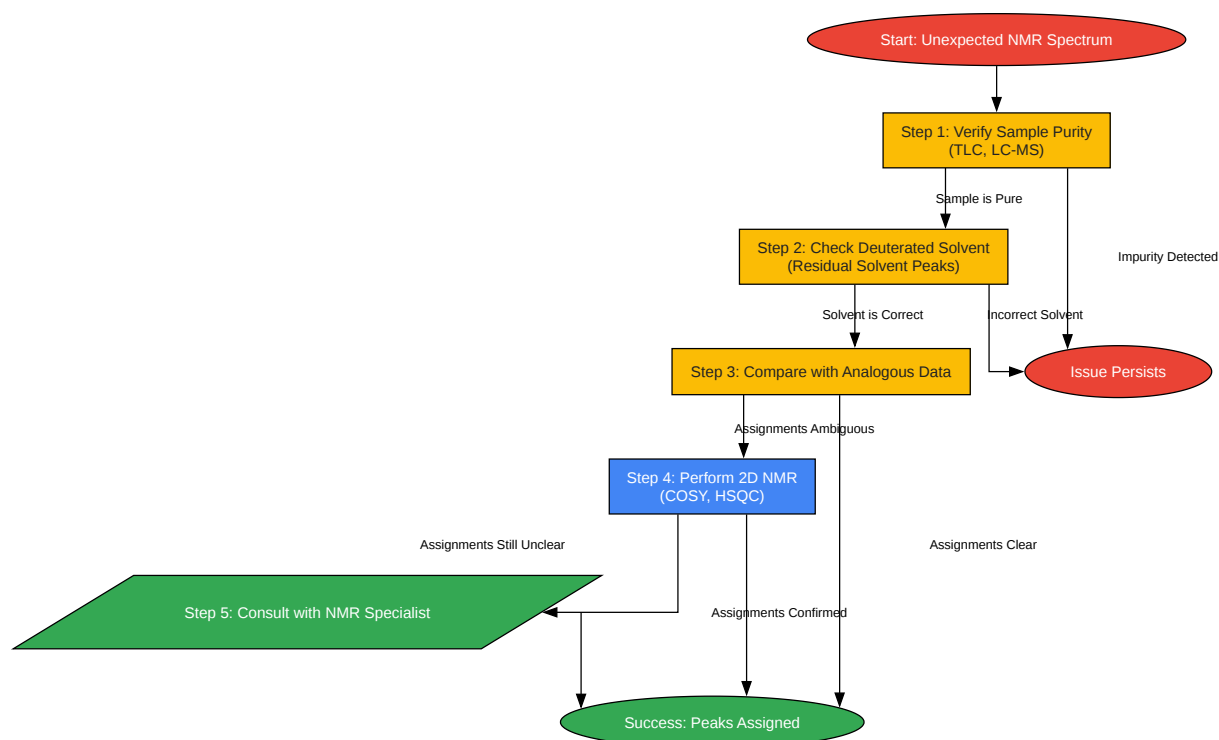 Start: Unexpected NMR Spectrum
Step 1: Verify Sample Purity
(TLC, LC-MS)
Sample is Pure
Step 2: Check Deuterated Solvent
(Residual Solvent Peaks)
Impurity Detected
Solvent is Correct
Incorrect Solvent
Step 3: Compare with Analogous Data
Issue Persists
Assignments Ambiguous
Step 4: Perform 2D NMR
(COSY, HSQC)
Assignments Still Unclear
Assignments Clear
Step 5: Consult with NMR Specialist
Assignments Confirmed
Success: Peaks Assigned